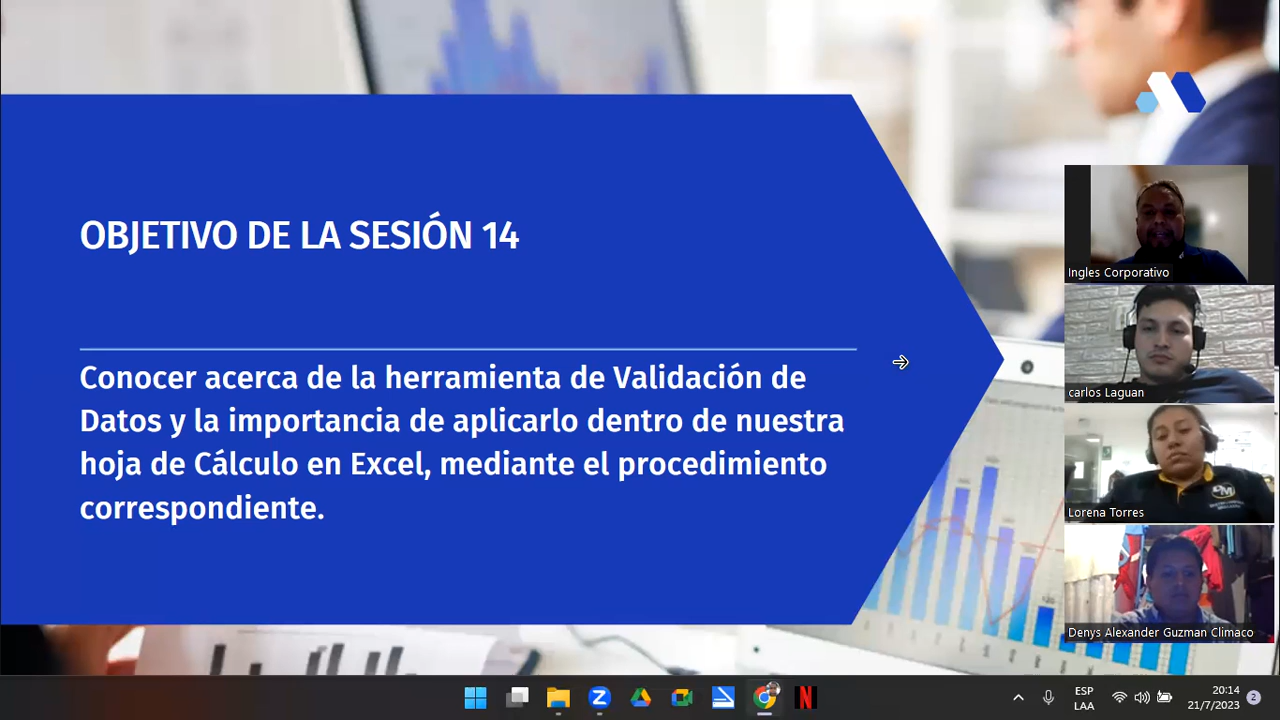 OBJETIVO DE LA SESIÓN 14
Conocer acerca de la herramienta de Validación de
Datos y la importancia de aplicarlo dentro de nuestra
hoja de Cálculo en Excel, mediante el procedimiento
correspondiente.
Ingles Corporativo
carlos Laguan
Lorena Torres
Denys Alexander Guzman Climaco
ESP
LAA
20:14
21/7/2023
2